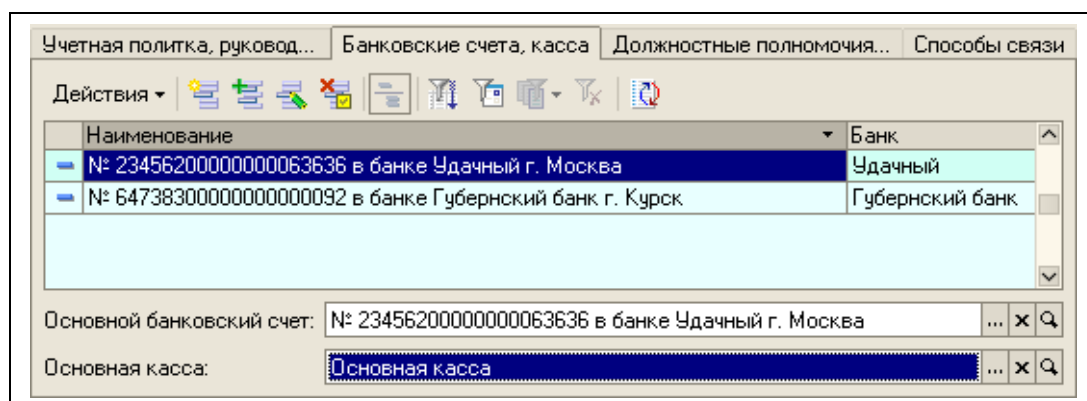 Учетная политка, руковод... Банковские счета, касса Должностные полномочия... Способы связи
Действия
Наименование Банк
№ 23456200000000063636 в банке Удачный г. Москва Удачный
№ 64738300000000000092 в банке Губернский банк г. Курск Губернский банк
Основной банковский счет: № 23456200000000063636 в банке Удачный г. Москва ... x
Основная касса: Основная касса ... x